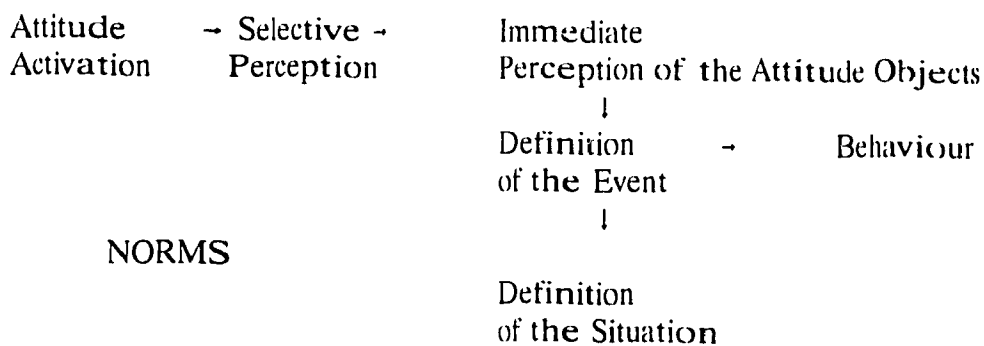 Attitude → Selective → Immediate
Activation Perception Perception of the Attitude Objects
↓
Definition → Behaviour
of the Event
↓
NORMS
Definition
of the Situation